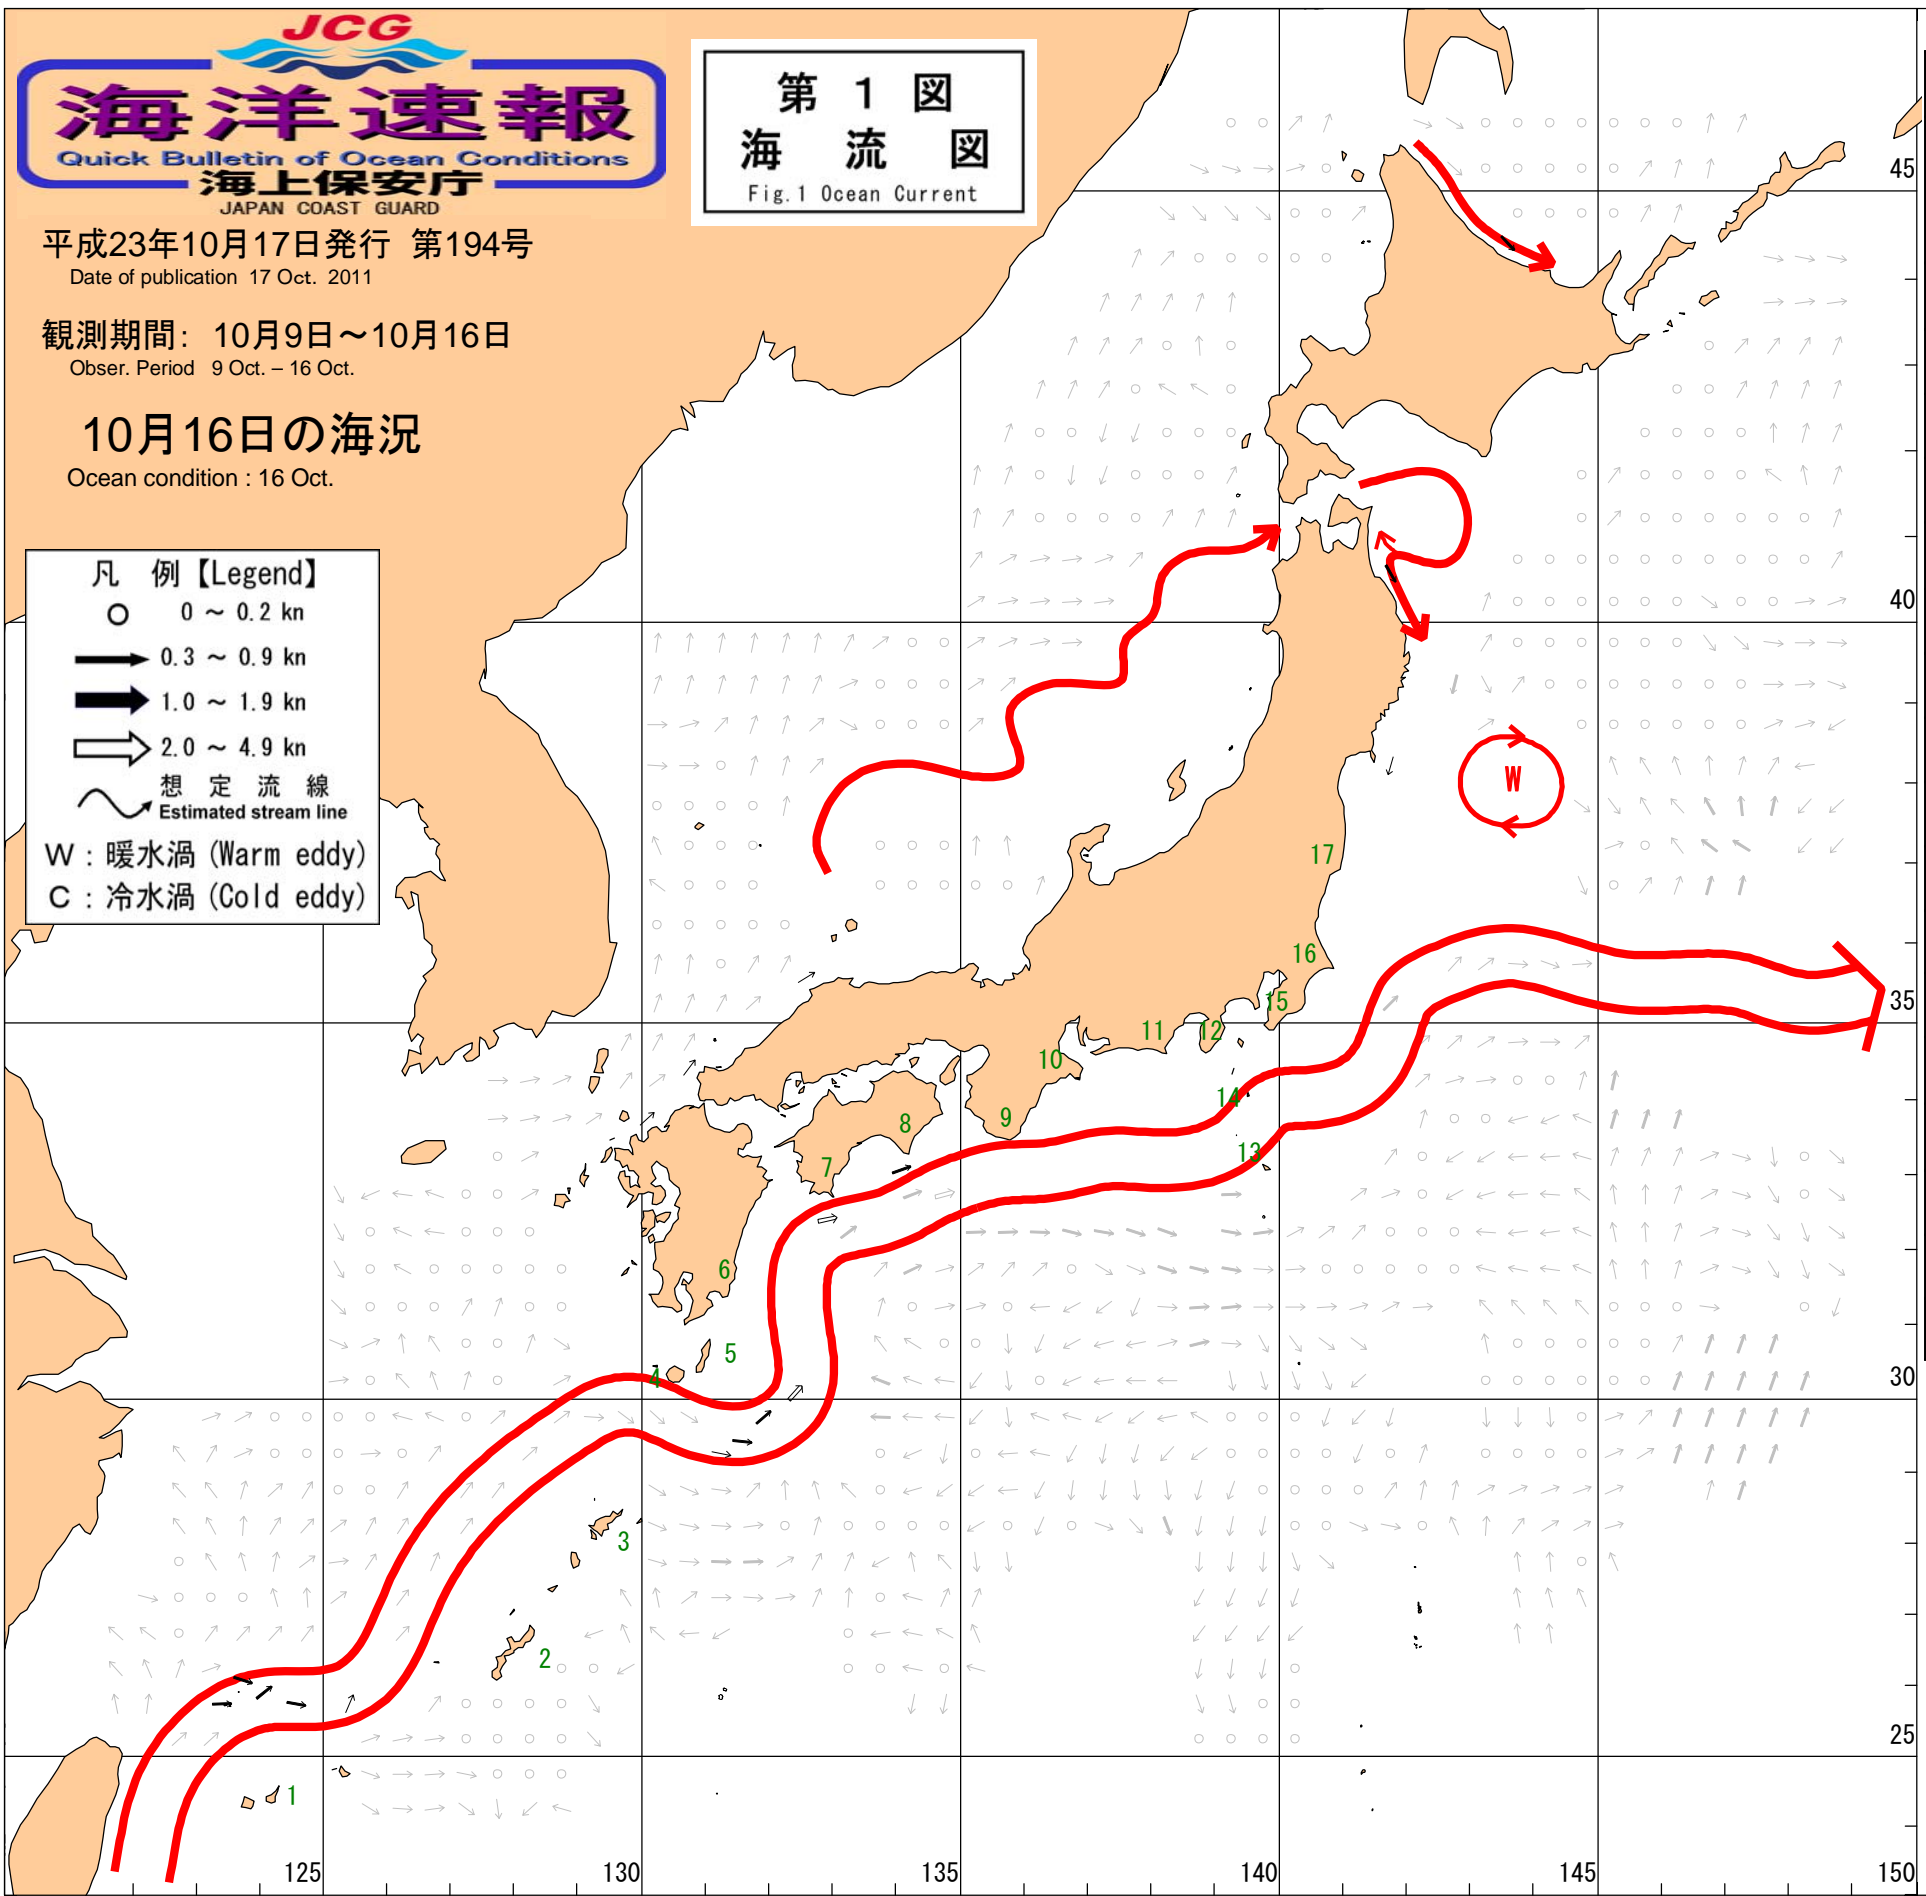 JCG
海洋速報
Quick Bulletin of Ocean Conditions
海上保安庁
JAPAN COAST GUARD
第 1 図
海 流 図
Fig.1 Ocean Current
平成23年10月17日発行 第194号
Date of publication 17 Oct. 2011
観測期間： 10月9日～10月16日
Obser. Period 9 Oct. – 16 Oct.
10月16日の海況
Ocean condition : 16 Oct.
凡 例【Legend】
0 ～ 0.2 kn
0.3 ～ 0.9 kn
1.0 ～ 1.9 kn
2.0 ～ 4.9 kn
想 定 流 線
Estimated stream line
W : 暖水渦 (Warm eddy)
C : 冷水渦 (Cold eddy)
45
40
W
17
16
35
15
12
11
10
14
9
8
13
7
6
5
4
30
3
2
25
1
125
130
135
140
145
150